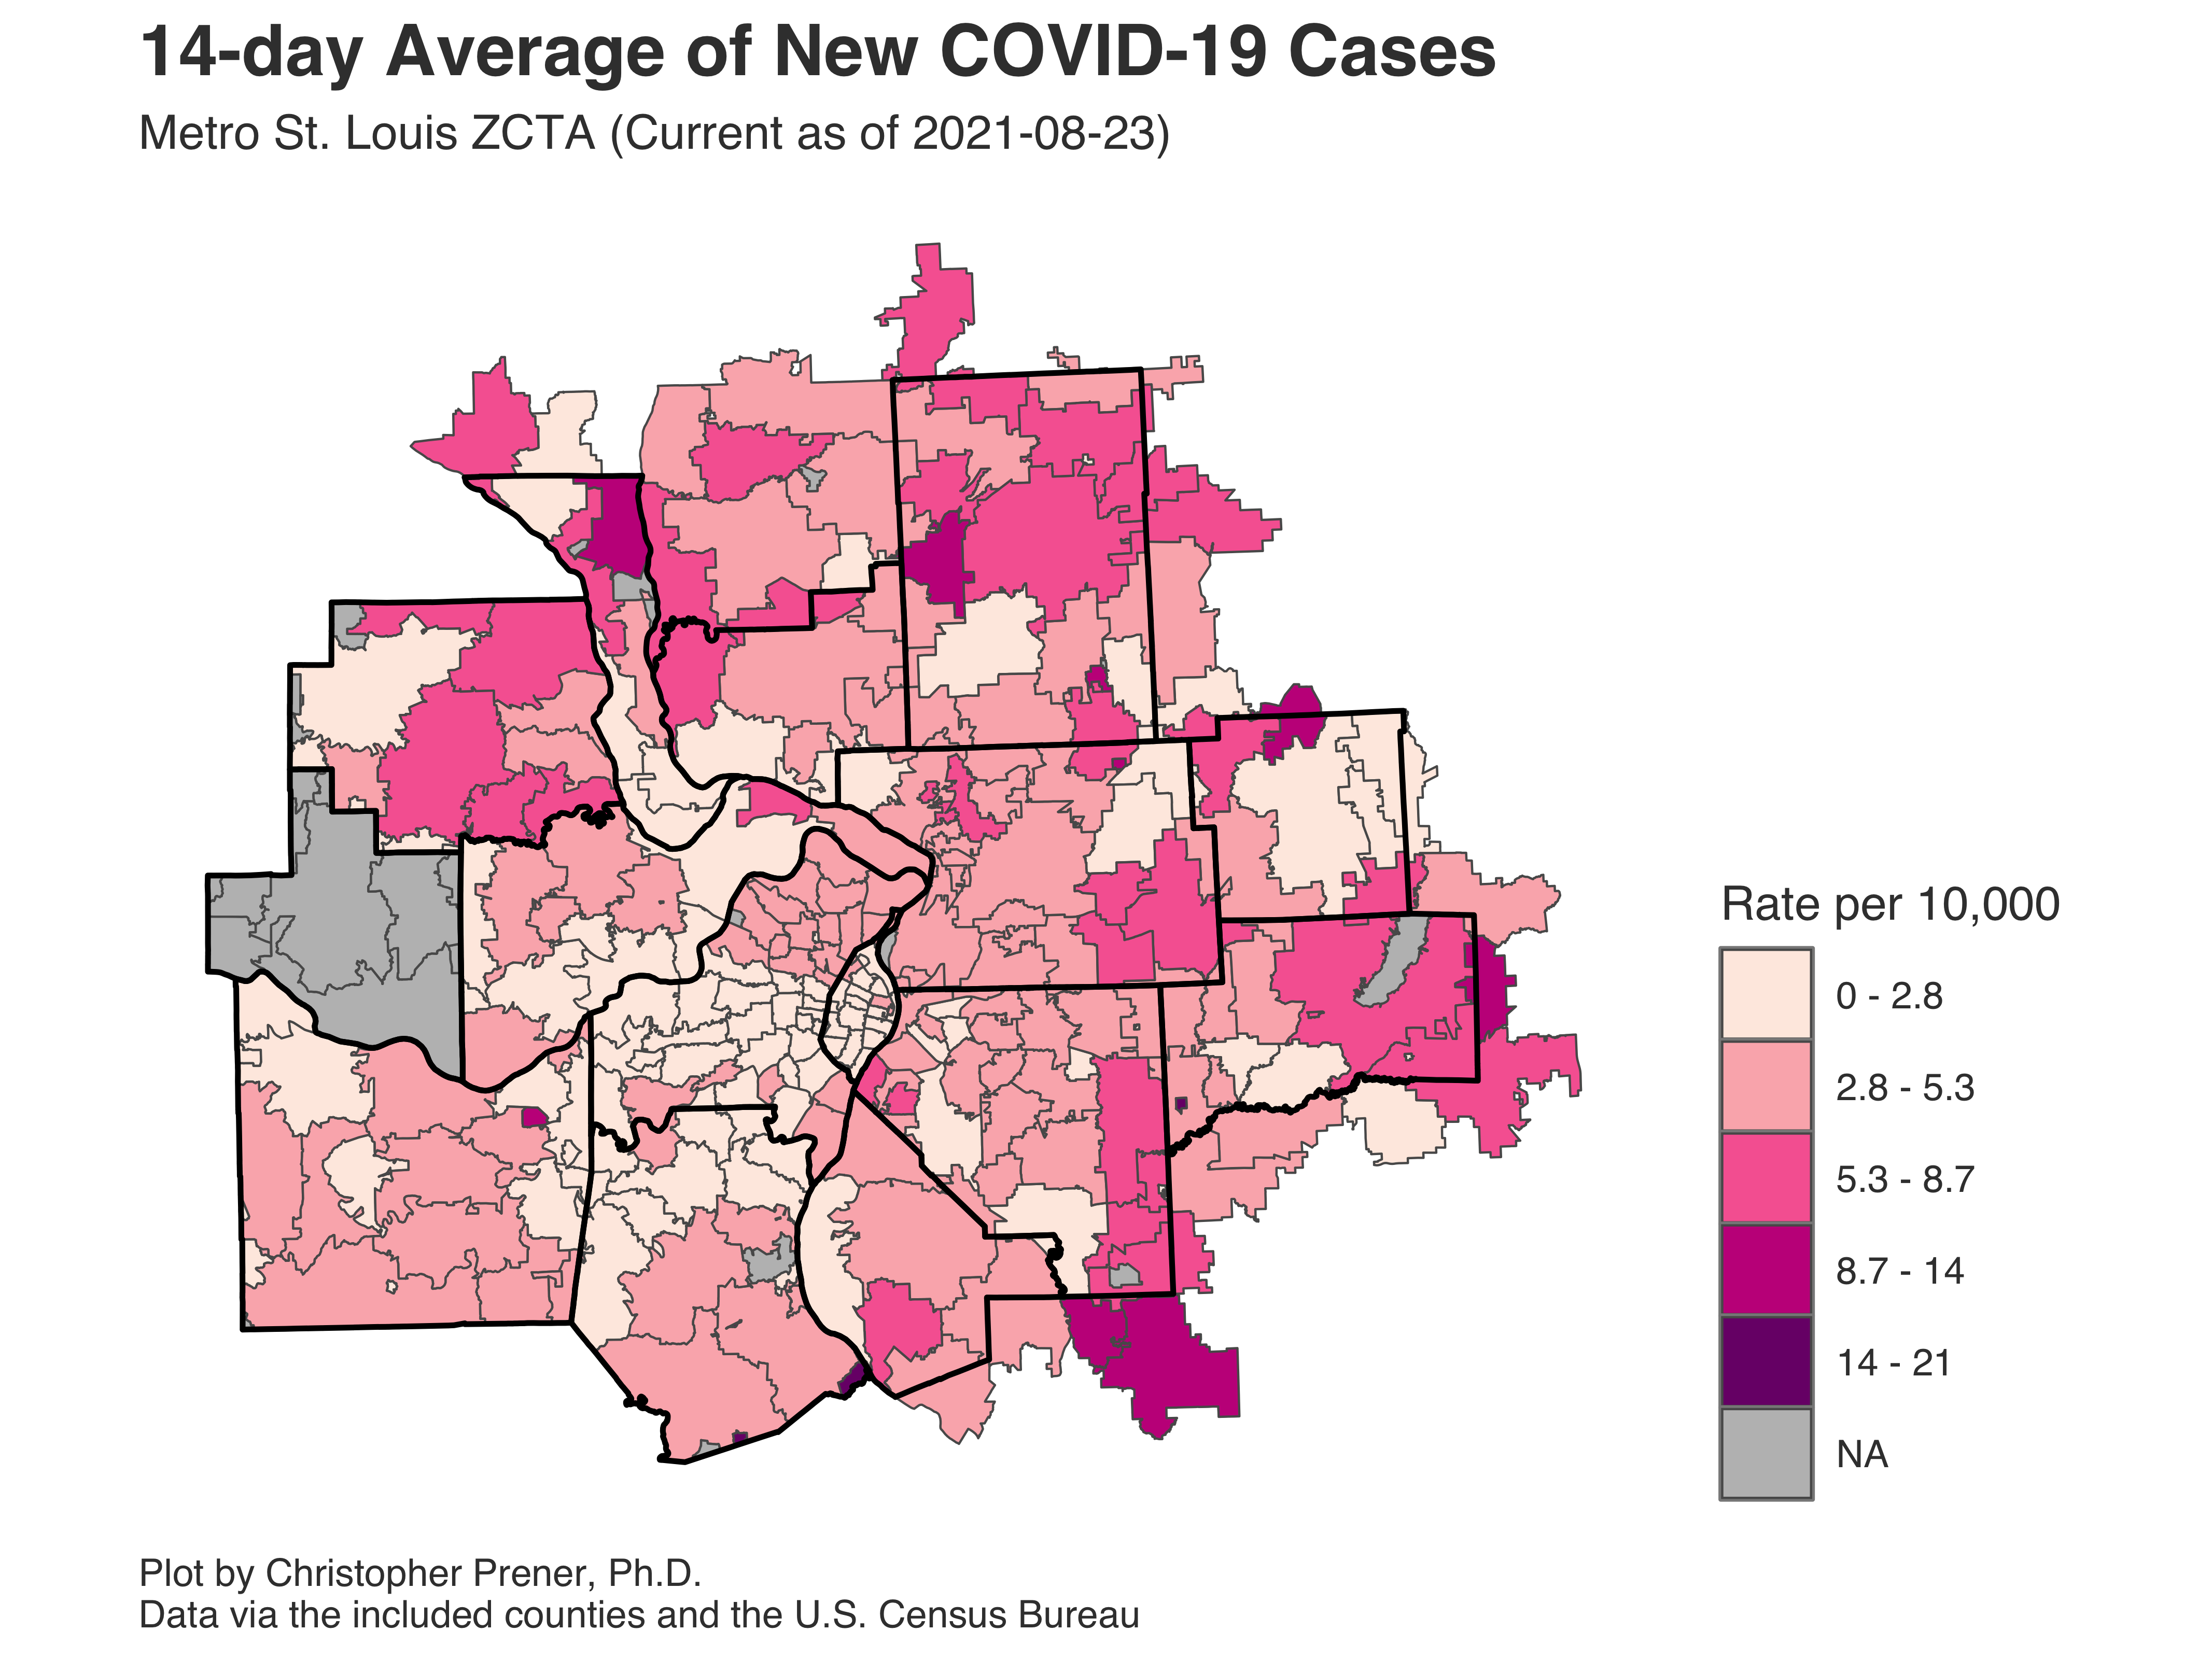 14-day Average of New COVID-19 Cases
Metro St. Louis ZCTA (Current as of 2021-08-23)
Rate per 10,000
0 - 2.8
2.8 - 5.3
5.3 - 8.7
8.7 - 14
14 - 21
NA
Plot by Christopher Prener, Ph.D.
Data via the included counties and the U.S. Census Bureau